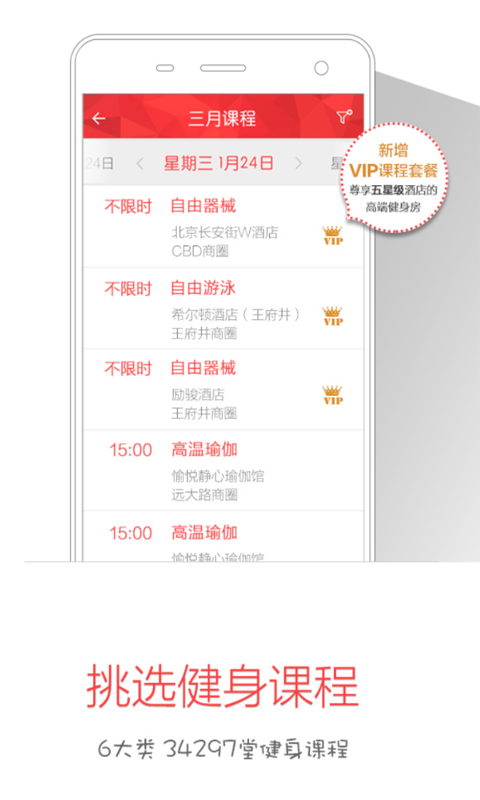 三月课程
24日
星期三 1月24日
星
新增
VIP课程套餐
尊享五星级酒店的
高端健身房
不限时
自由器械
北京长安街W酒店
CBD商圈
VIP
不限时
自由游泳
希尔顿酒店（王府井）
王府井商圈
VIP
不限时
自由器械
励骏酒店
王府井商圈
VIP
15:00
高温瑜伽
愉悦静心瑜伽馆
远大路商圈
15:00
高温瑜伽
愉悦静心瑜伽馆
挑选健身课程
6大类 34297堂健身课程